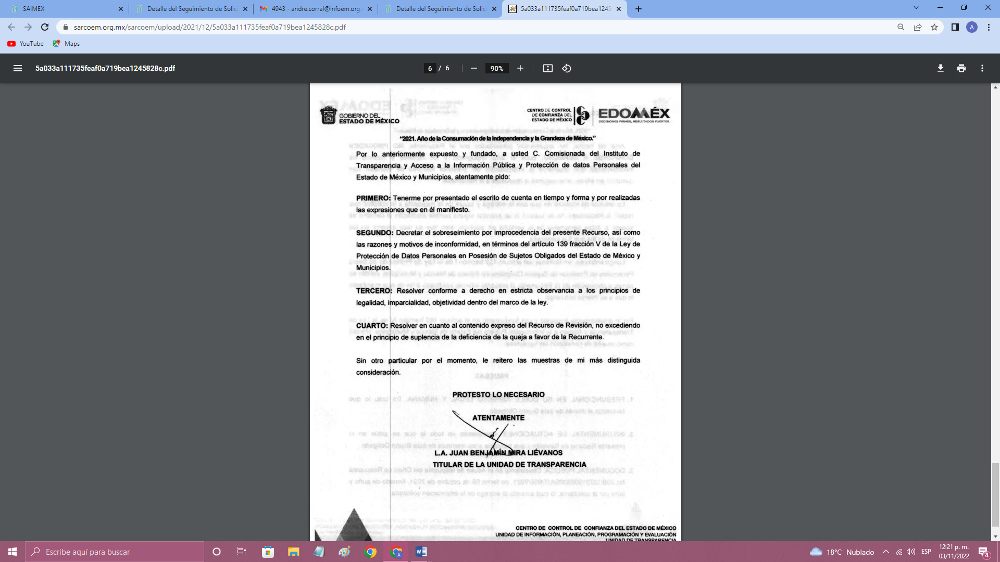 SAIMEX
Detalle del Seguimiento de Solici
4943 - andre.corral@infoem.org.
Detalle del Seguimiento de Solici
5a033a111735feaf0a719bea1245
sarcoem.org.mx/sarcoem/upload/2021/12/5a033a111735feaf0a719bea1245828c.pdf
A
YouTube
Maps
5a033a111735feaf0a719bea1245828c.pdf
6 / 6
90%
GOBIERNO DEL
ESTADO DE MÉXICO
CENTRO DE CONTROL
DE CONFIANZA DEL
ESTADO DE MÉXICO
EDOMÉX
DECISIONES FIRMES, RESULTADOS FUERTES.
“2021. Año de la Consumación de la Independencia y la Grandeza de México.”
Por lo anteriormente expuesto y fundado, a usted C. Comisionada del Instituto de
Transparencia y Acceso a la Información Pública y Protección de datos Personales del
Estado de México y Municipios, atentamente pido:
PRIMERO: Tenerme por presentado el escrito de cuenta en tiempo y forma y por realizadas
las expresiones que en él manifiesto.
SEGUNDO: Decretar el sobreseimiento por improcedencia del presente Recurso, así como
las razones y motivos de inconformidad, en términos del artículo 139 fracción V de la Ley de
Protección de Datos Personales en Posesión de Sujetos Obligados del Estado de México y
Municipios.
TERCERO: Resolver conforme a derecho en estricta observancia a los principios de
legalidad, imparcialidad, objetividad dentro del marco de la ley.
CUARTO: Resolver en cuanto al contenido expreso del Recurso de Revisión, no excediendo
en el principio de suplencia de la deficiencia de la queja a favor de la Recurrente.
Sin otro particular por el momento, le reitero las muestras de mi más distinguida
consideración.
PROTESTO LO NECESARIO
ATENTAMENTE
L.A. JUAN BENJAMÍN MIRA LIÉVANOS
TITULAR DE LA UNIDAD DE TRANSPARENCIA
CENTRO DE CONTROL DE CONFIANZA DEL ESTADO DE MÉXICO
UNIDAD DE INFORMACIÓN, PLANEACIÓN, PROGRAMACIÓN Y EVALUACIÓN
UNIDAD DE TRANSPARENCIA
Escribe aquí para buscar
A
18°C Nublado
ESP
12:21 p. m.
03/11/2022
4